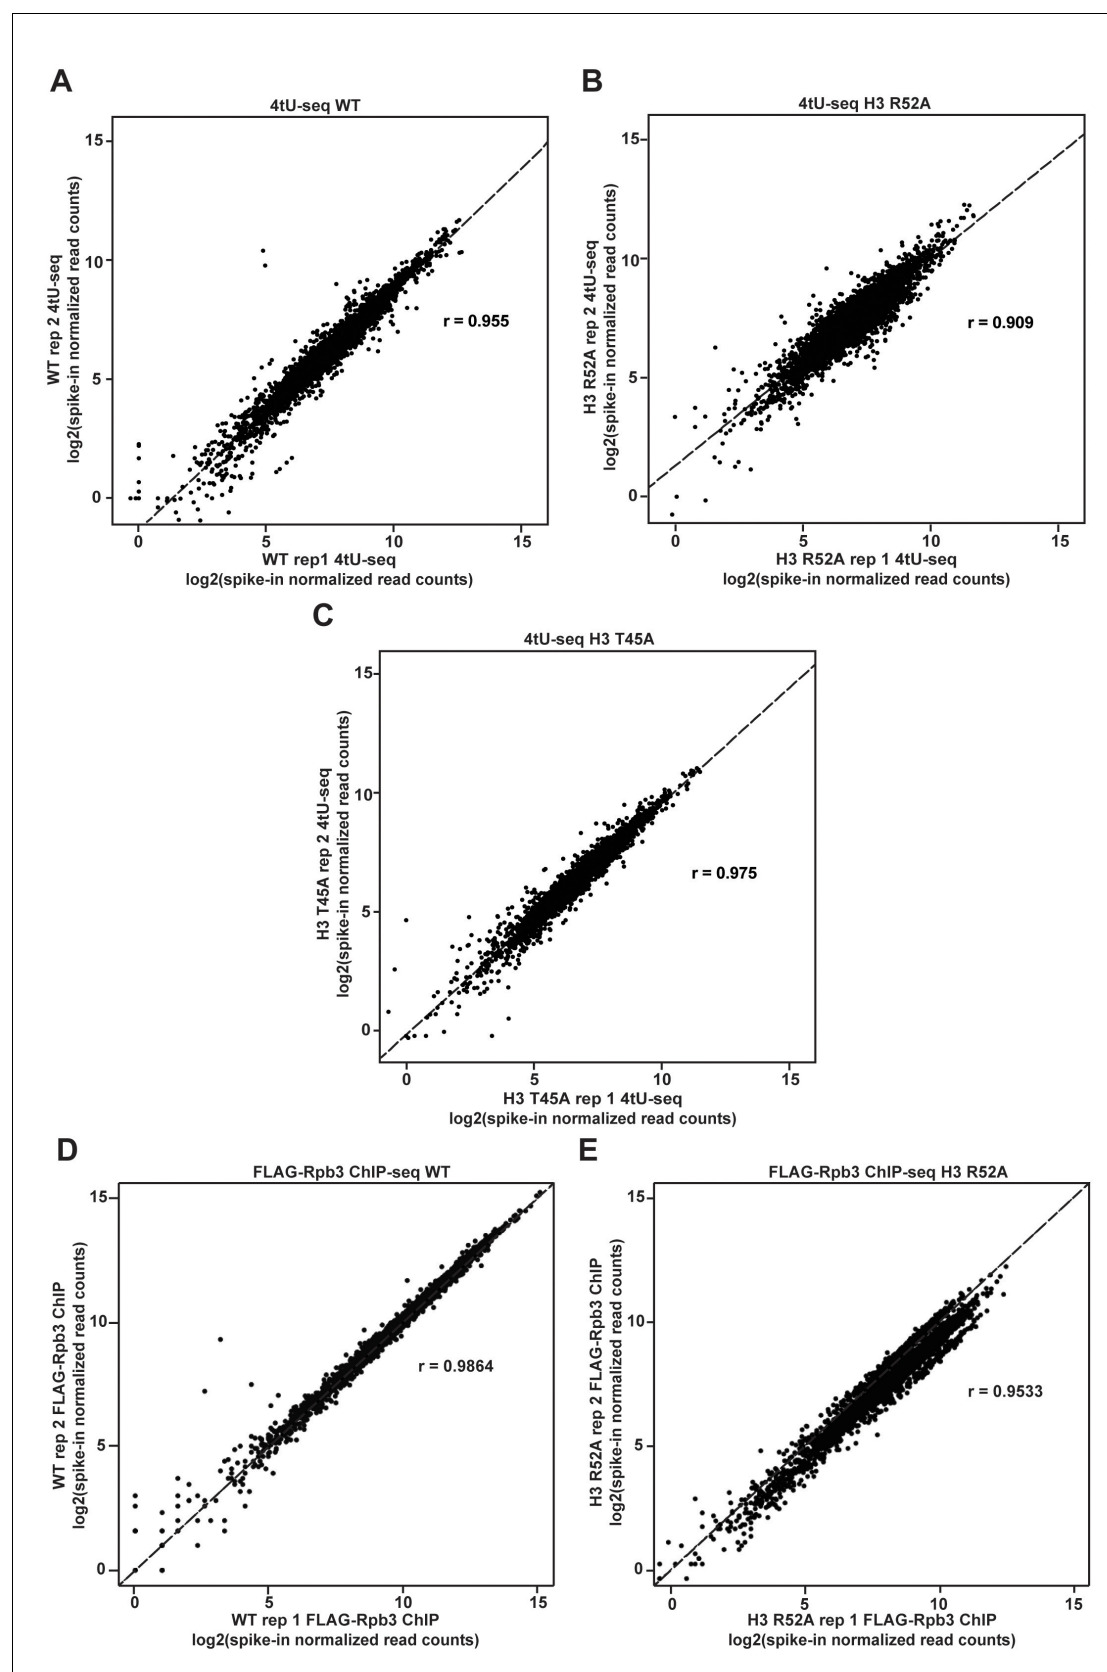 A
4tU-seq WT
15
10
5
0
WT rep 2 4tU-seq
log2(spike-in normalized read counts)
r = 0.955
0 5 10 15
WT rep1 4tU-seq
log2(spike-in normalized read counts)
B
4tU-seq H3 R52A
15
10
5
0
H3 R52A rep 2 4tU-seq
log2(spike-in normalized read counts)
r = 0.909
0 5 10 15
H3 R52A rep 1 4tU-seq
log2(spike-in normalized read counts)
C
4tU-seq H3 T45A
15
10
5
0
H3 T45A rep 2 4tU-seq
log2(spike-in normalized read counts)
r = 0.975
0 5 10 15
H3 T45A rep 1 4tU-seq
log2(spike-in normalized read counts)
D
FLAG-Rpb3 ChIP-seq WT
15
10
5
0
WT rep 2 FLAG-Rpb3 ChIP
log2(spike-in normalized read counts)
r = 0.9864
0 5 10 15
WT rep 1 FLAG-Rpb3 ChIP
log2(spike-in normalized read counts)
E
FLAG-Rpb3 ChIP-seq H3 R52A
15
10
5
0
H3 R52A rep 2 FLAG-Rpb3 ChIP
log2(spike-in normalized read counts)
r = 0.9533
0 5 10 15
H3 R52A rep 1 FLAG-Rpb3 ChIP
log2(spike-in normalized read counts)